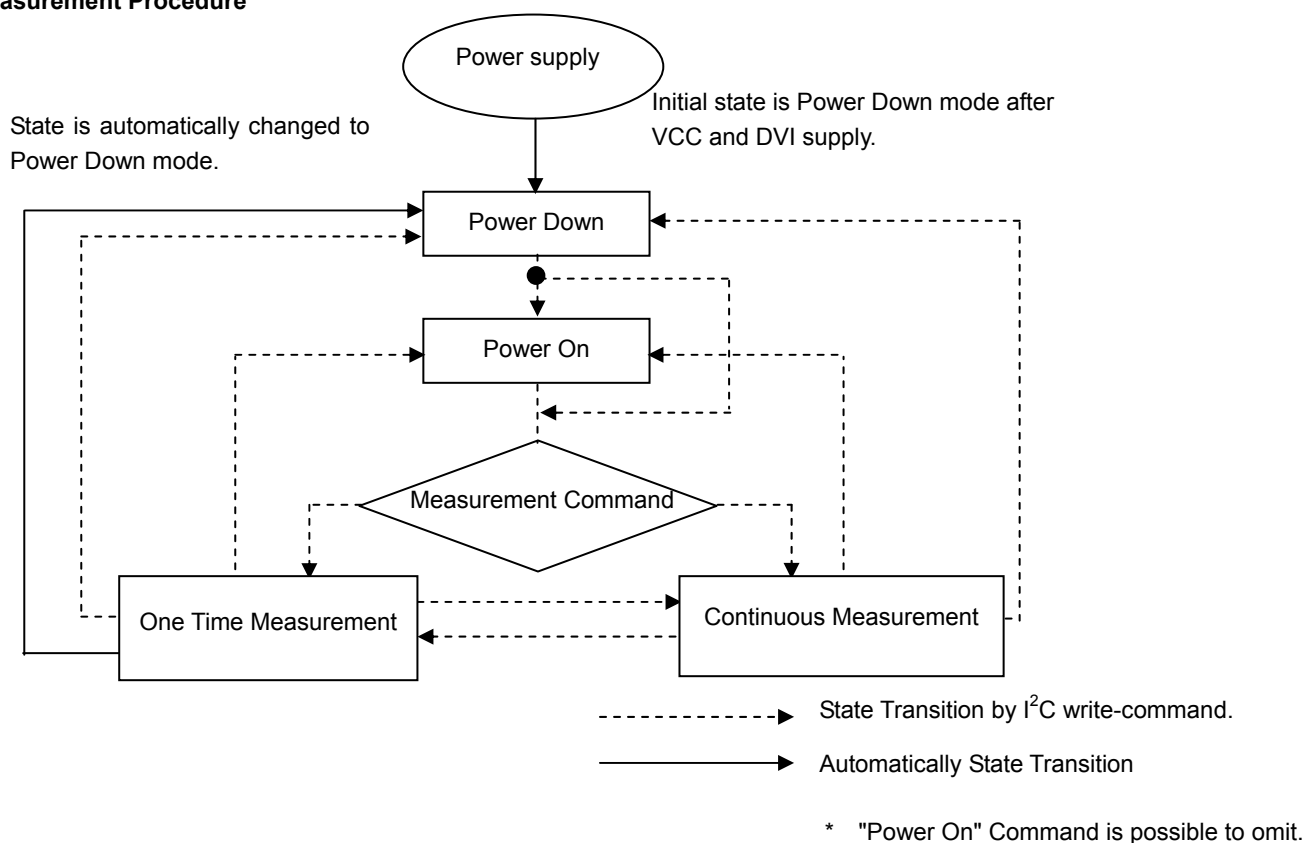 asurement Procedure
Power supply
Initial state is Power Down mode after
VCC and DVI supply.
State is automatically changed to
Power Down mode.
Power Down
Power On
Measurement Command
One Time Measurement
Continuous Measurement
State Transition by I²C write-command.
Automatically State Transition
* "Power On" Command is possible to omit.